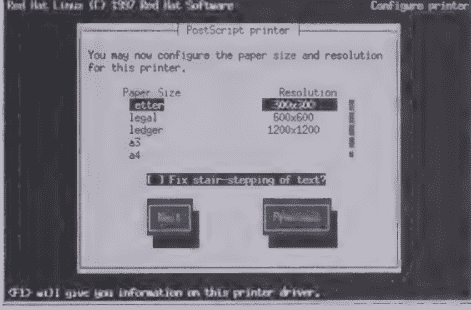 Red Hat Linux (C) 1997 Red Hat Software Configure printer
PostScript printer
You may now configure the paper size and resolution
for this printer.
Paper Size Resolution
letter 300x300
legal 600x600
ledger 1200x1200
a3
a4
[ ] Fix stair-stepping of text?
Next Previous
<F1> will give you information on this printer driver.